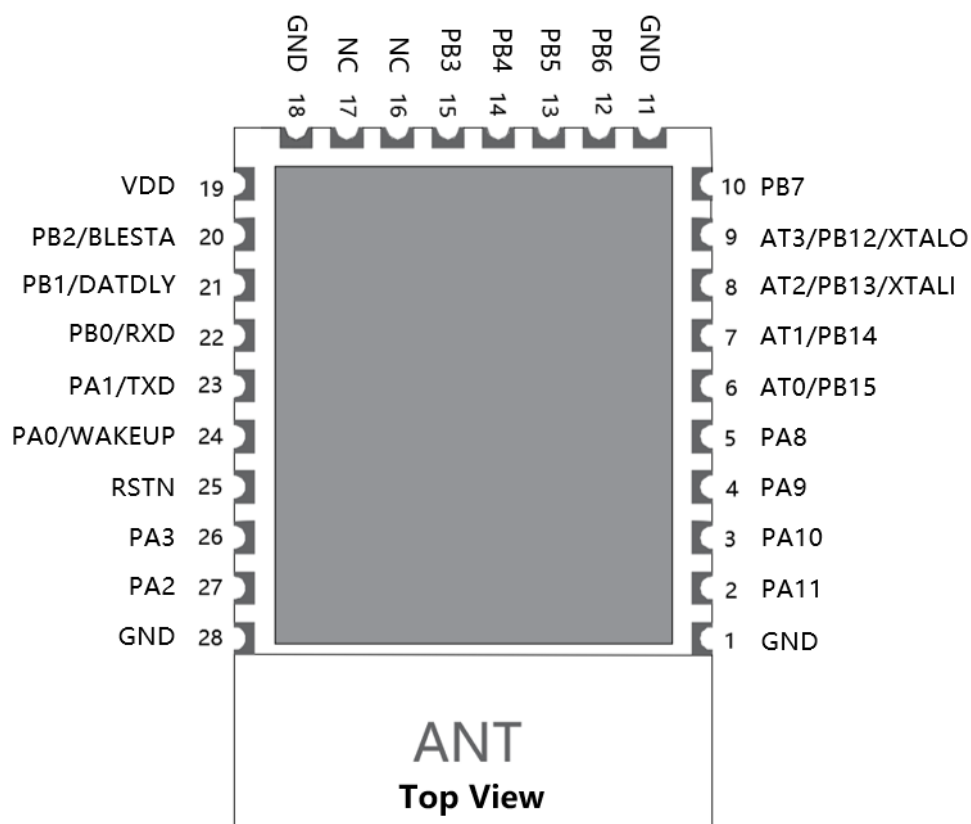 GND NC NC PB3 PB4 PB5 PB6 GND
18 17 16 15 14 13 12 11
VDD 19 10 PB7
PB2/BLESTA 20 9 AT3/PB12/XTALO
PB1/DATDLY 21 8 AT2/PB13/XTALI
PB0/RXD 22 7 AT1/PB14
PA1/TXD 23 6 AT0/PB15
PA0/WAKEUP 24 5 PA8
RSTN 25 4 PA9
PA3 26 3 PA10
PA2 27 2 PA11
GND 28 1 GND
ANT
Top View